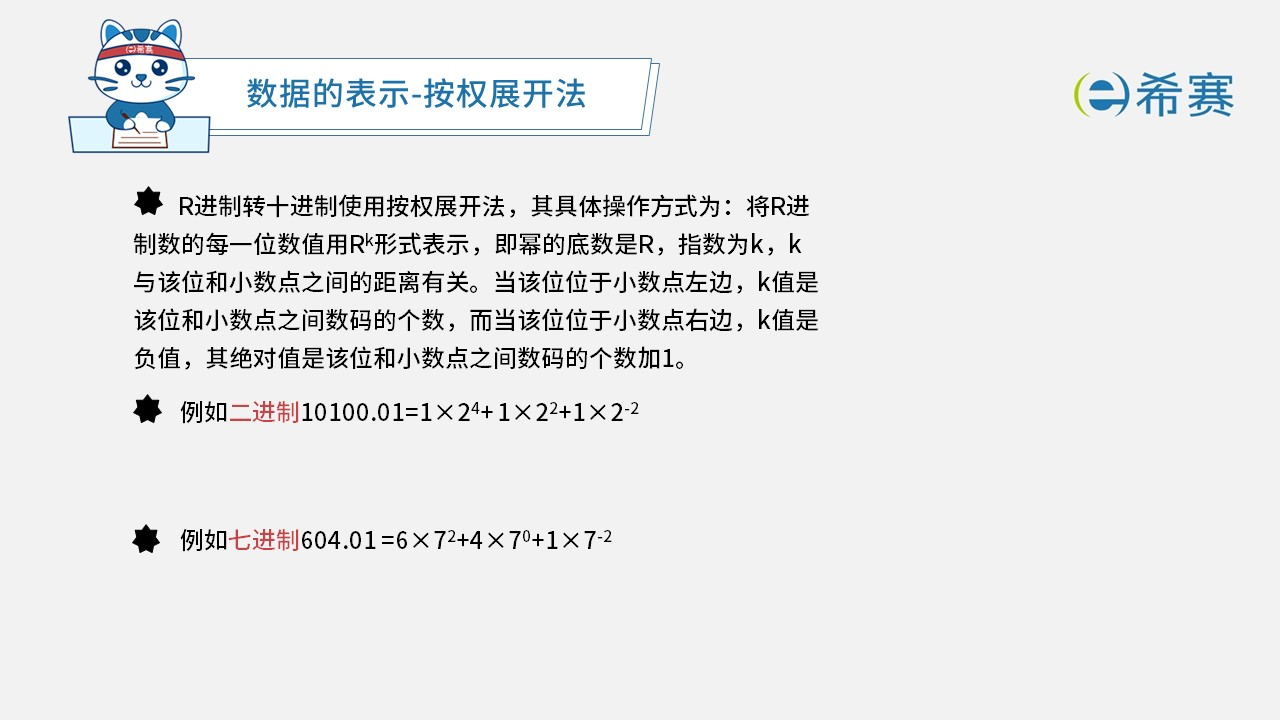 希赛
数据的表示-按权展开法
希赛
R进制转十进制使用按权展开法，其具体操作方式为：将R进
制数的每一位数值用Rᵏ形式表示，即幂的底数是R，指数为k，k
与该位和小数点之间的距离有关。当该位位于小数点左边，k值是
该位和小数点之间数码的个数，而当该位位于小数点右边，k值是
负值，其绝对值是该位和小数点之间数码的个数加1。
例如二进制10100.01=1×2⁴+1×2²+1×2⁻²
例如七进制604.01=6×7²+4×7⁰+1×7⁻²